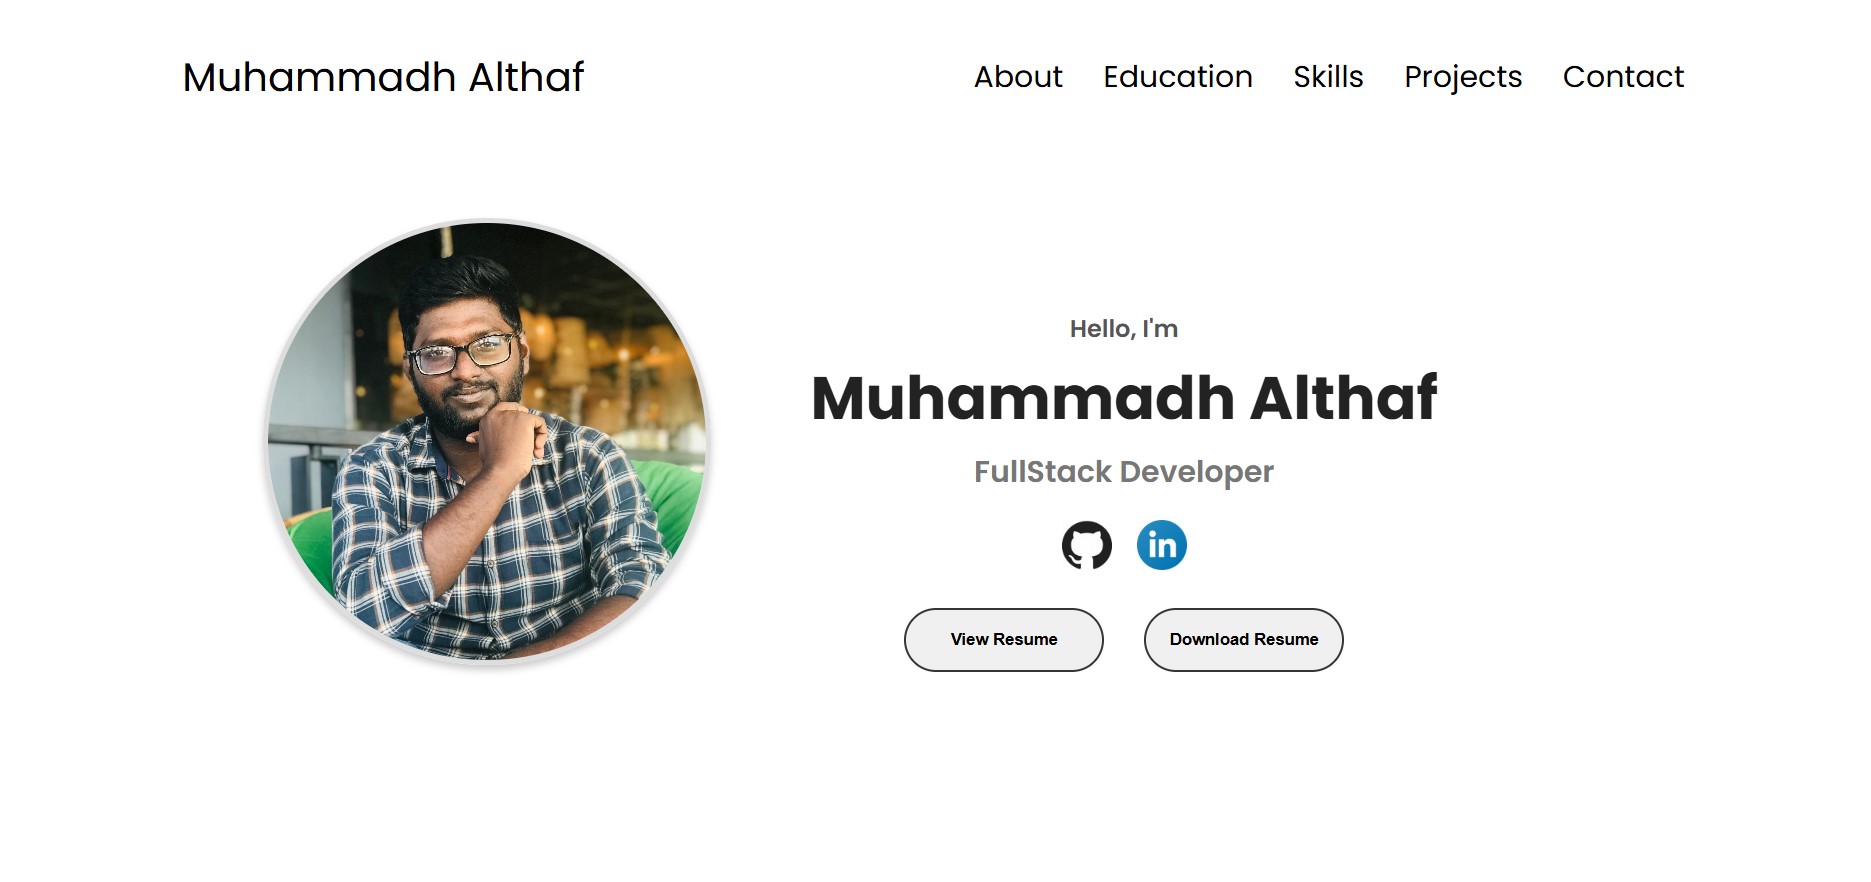 Muhammadh Althaf
About Education Skills Projects Contact
Hello, I'm
Muhammadh Althaf
FullStack Developer
in
View Resume
Download Resume